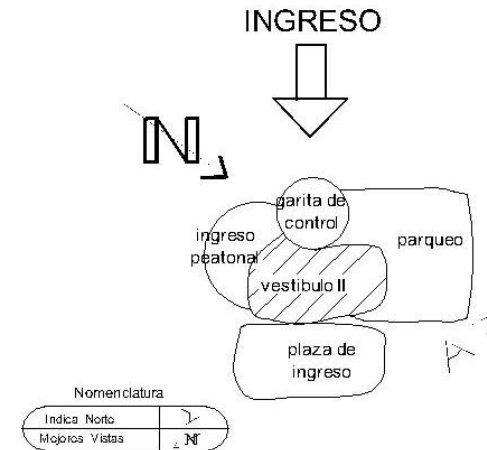 INGRESO
N
garita de
control
ingreso
peatonal
parqueo
vestibulo II
plaza de
ingreso
Nomenclatura
Indica Norte
Mejores Vistas N